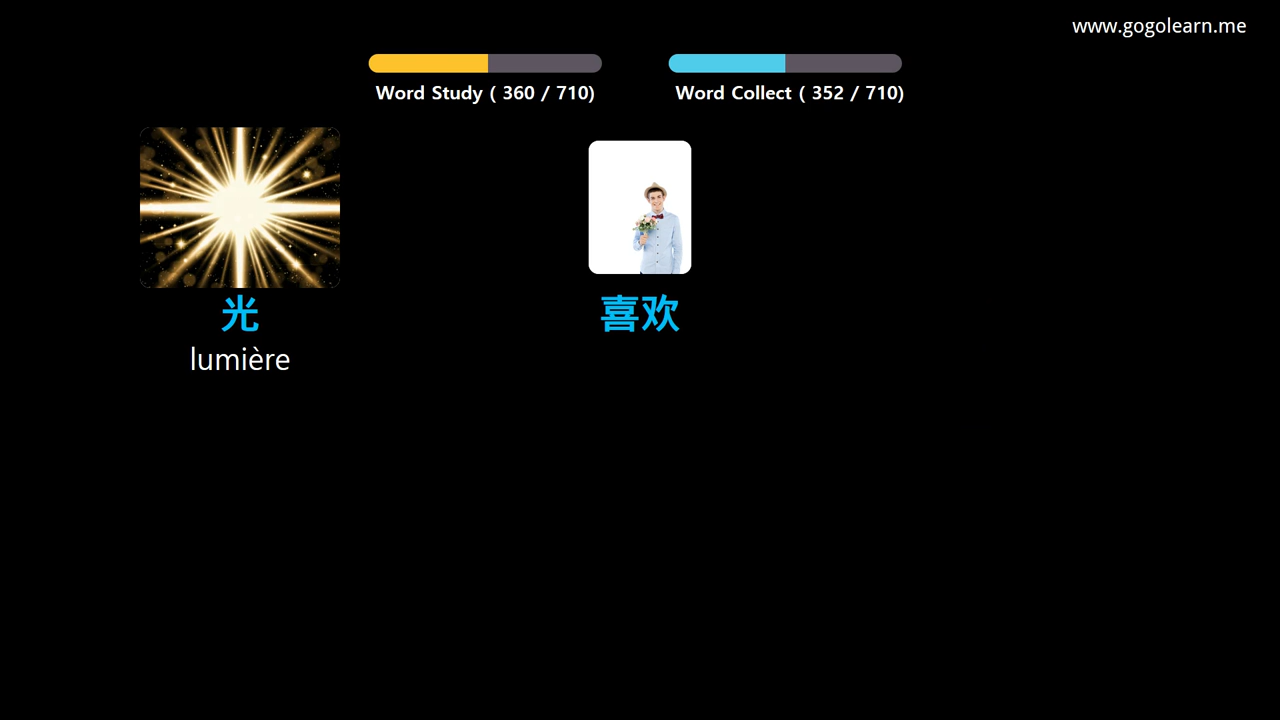 www.gogolearn.me
Word Study ( 360 / 710)
Word Collect ( 352 / 710)
光
喜欢
lumière